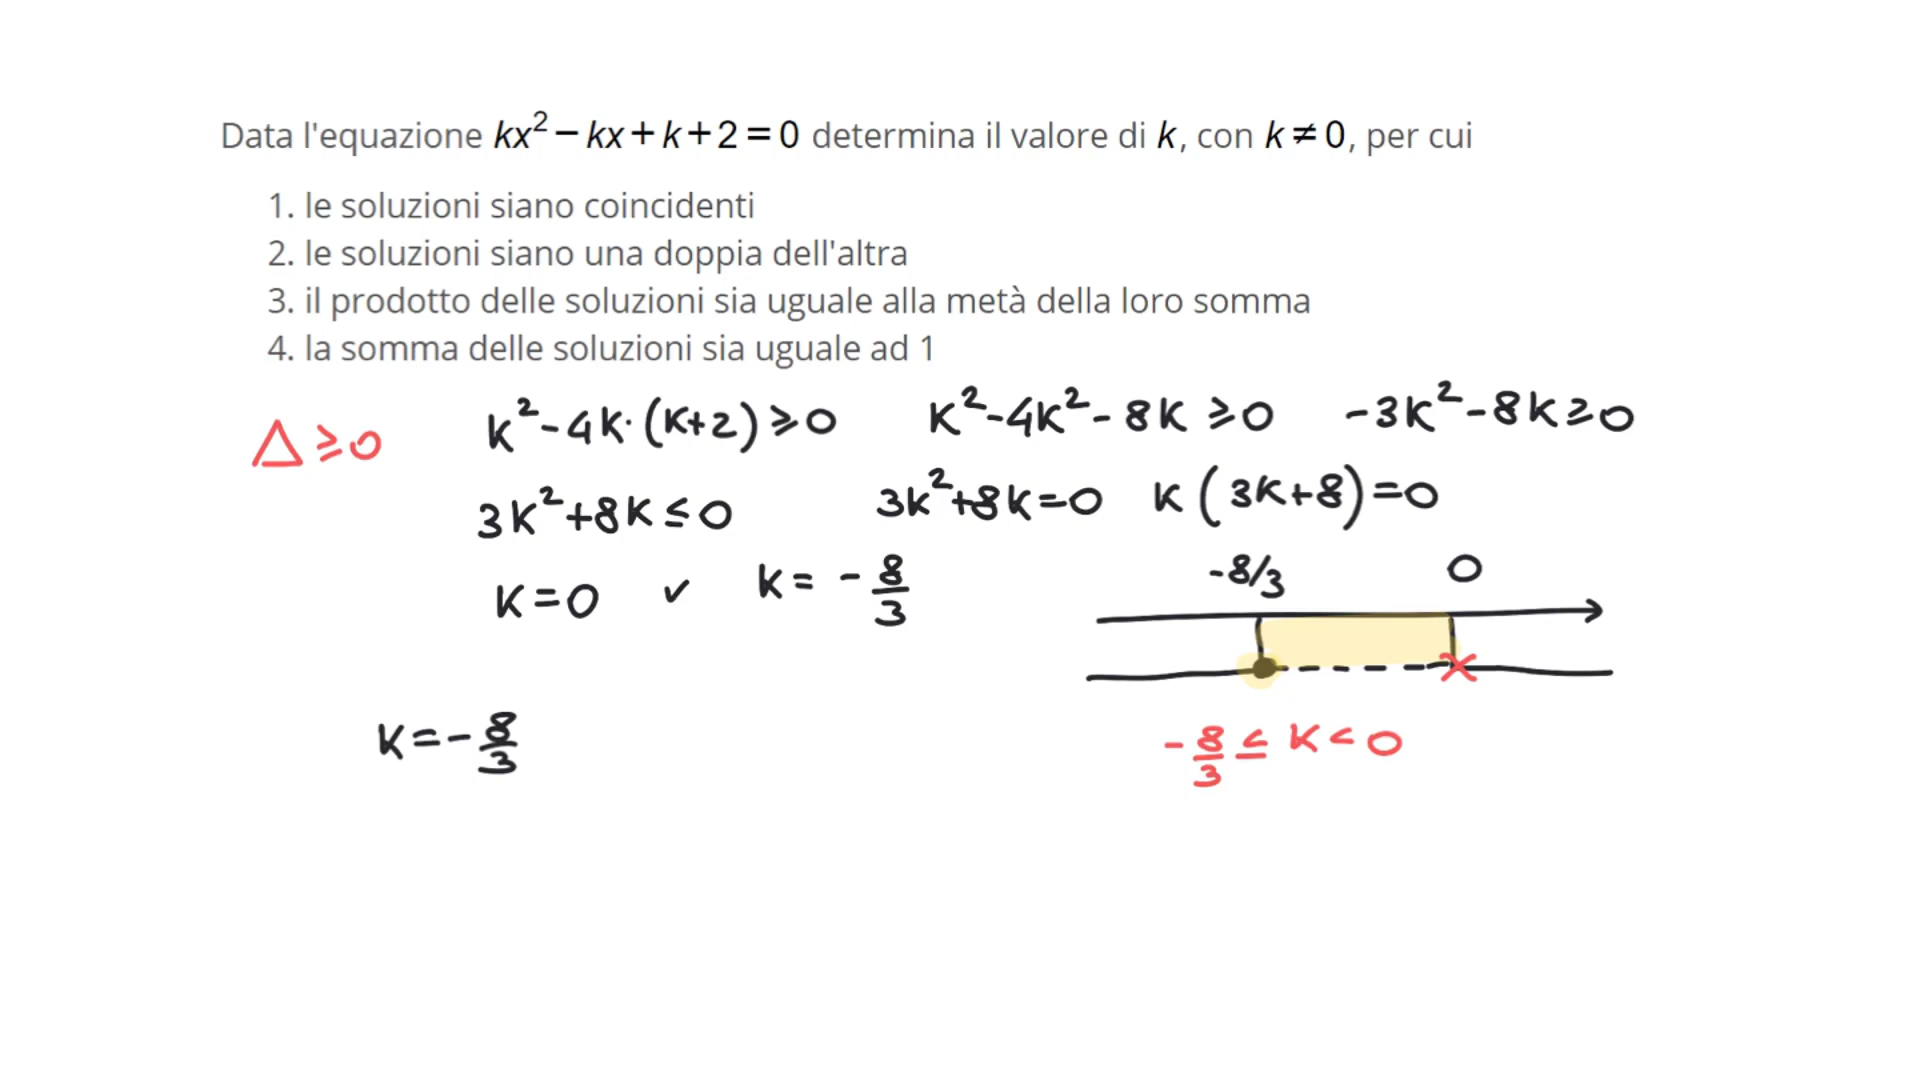 Data l'equazione kx² − kx + k + 2 = 0 determina il valore di k, con k ≠ 0, per cui
1. le soluzioni siano coincidenti
2. le soluzioni siano una doppia dell'altra
3. il prodotto delle soluzioni sia uguale alla metà della loro somma
4. la somma delle soluzioni sia uguale ad 1
Δ ≥ 0 k² - 4k · (k+2) ≥ 0 k² - 4k² - 8k ≥ 0 -3k² - 8k ≥ 0
3k² + 8k ≤ 0 3k² + 8k = 0 k (3k + 8) = 0
k = 0 ∨ k = - 8/3 -8/3 0
k = - 8/3 - 8/3 ≤ k < 0